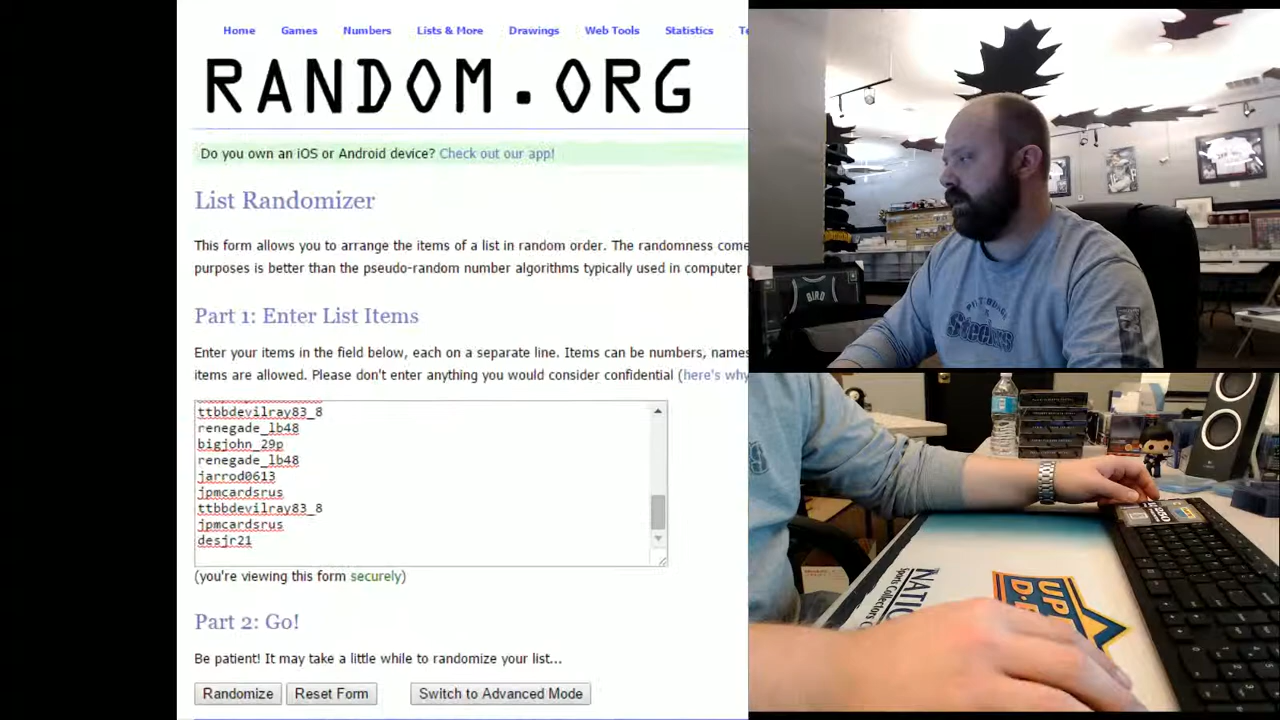 Home Games Numbers Lists & More Drawings Web Tools Statistics
RANDOM.ORG
Do you own an iOS or Android device? Check out our app!
List Randomizer
This form allows you to arrange the items of a list in random order. The randomness come
purposes is better than the pseudo-random number algorithms typically used in computer
Part 1: Enter List Items
Enter your items in the field below, each on a separate line. Items can be numbers, names
items are allowed. Please don't enter anything you would consider confidential (here's why
ttbbdevilray83_8
renegade_lb48
bigjohn_29p
renegade_lb48
jarrod0613
jpmcardsrus
ttbbdevilray83_8
jpmcardsrus
desjr21
(you're viewing this form securely)
Part 2: Go!
Be patient! It may take a little while to randomize your list...
Randomize Reset Form Switch to Advanced Mode
BIRD
PITTSBURGH
Steelers
NATIO
Sports Collectors
UP
D